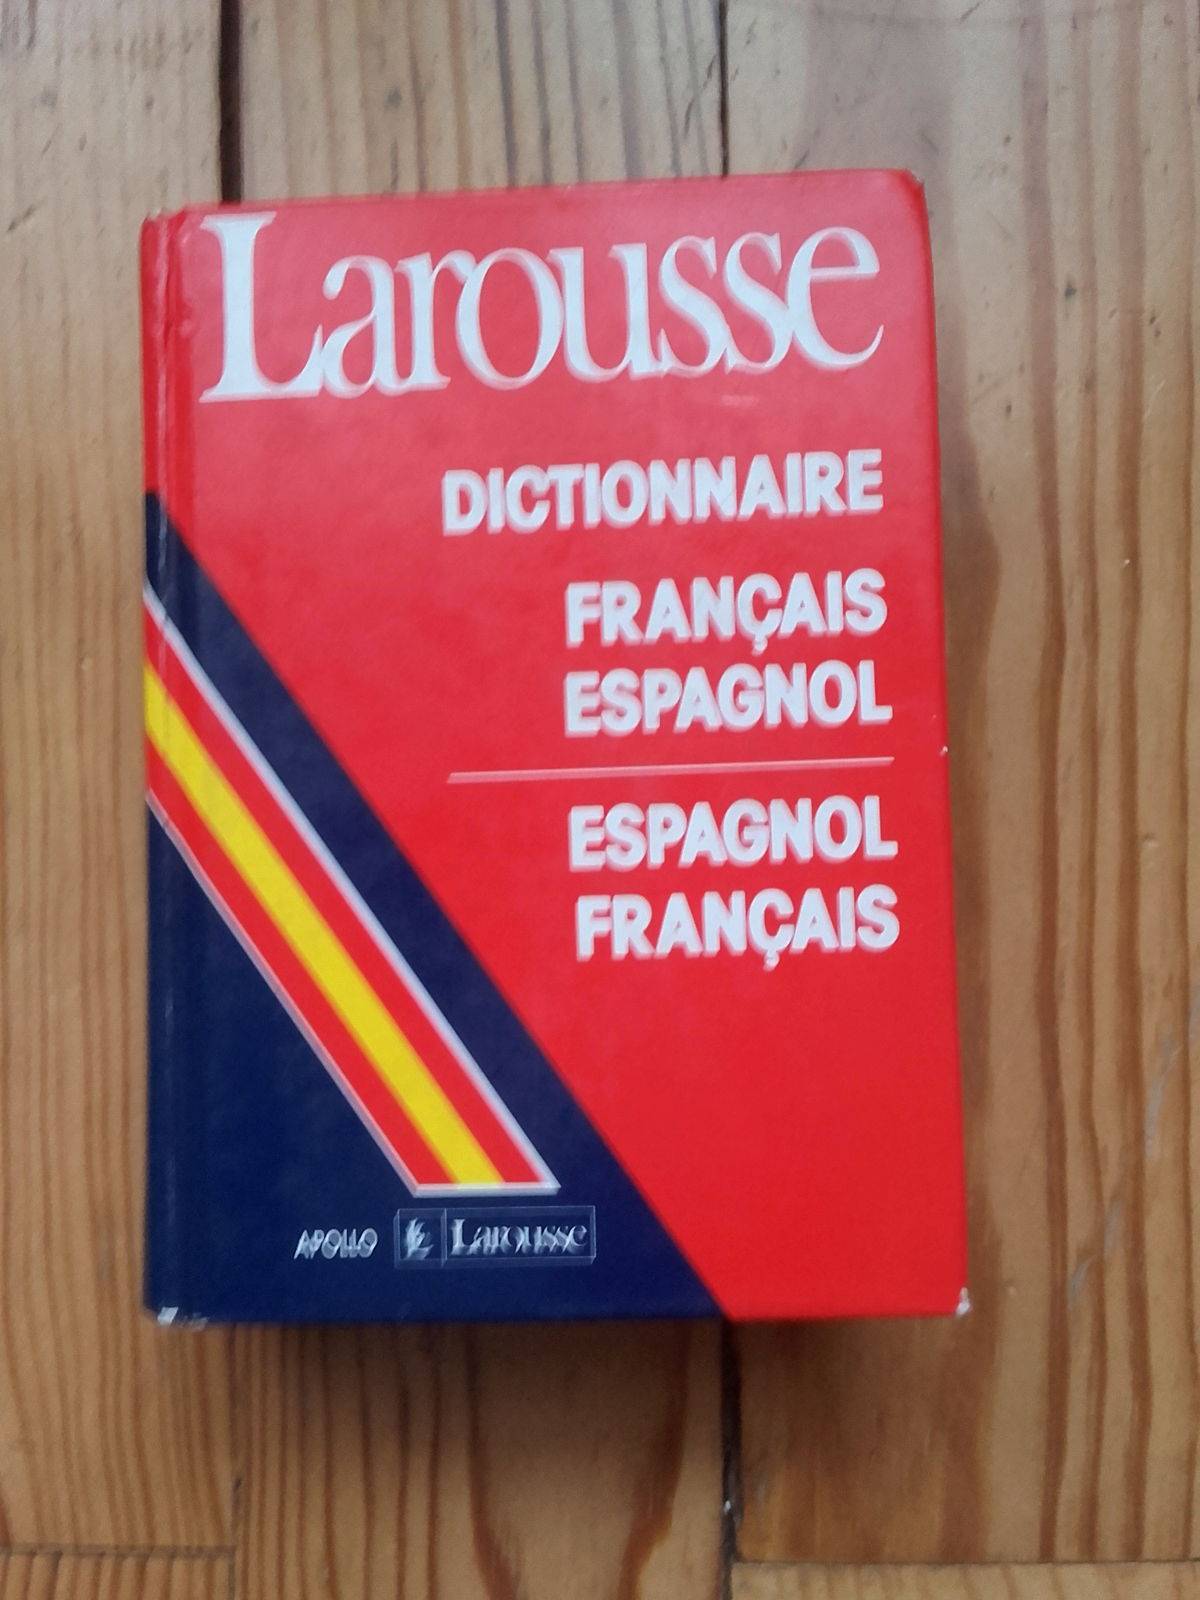 Larousse
DICTIONNAIRE
FRANÇAIS
ESPAGNOL
ESPAGNOL
FRANÇAIS
APOLLO Larousse